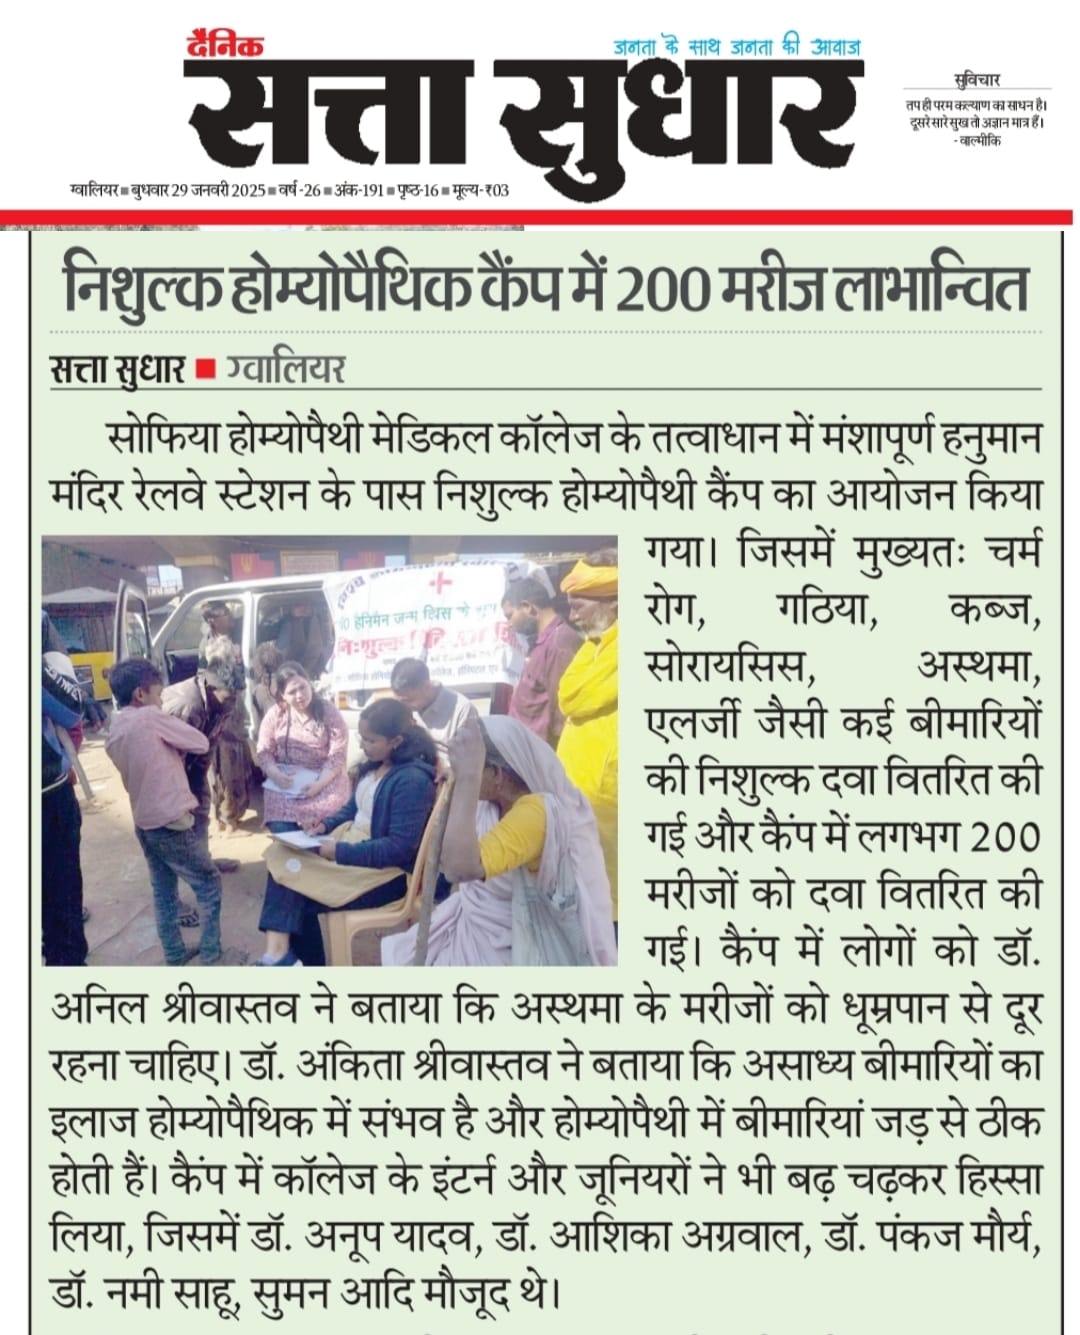 दैनिक
जनता के साथ जनता की आवाज
सत्ता सुधार
सुविचार
तप ही परम कल्याण का साधन है।
दूसरे सारे सुख तो अज्ञान मात्र हैं।
- वाल्मीकि
ग्वालियर ■ बुधवार 29 जनवरी 2025 ■ वर्ष -26 ■ अंक-191 ■ पृष्ठ-16 ■ मूल्य- ₹03
निशुल्क होम्योपैथिक कैंप में 200 मरीज लाभान्वित
सत्ता सुधार ■ ग्वालियर
सोफिया होम्योपैथी मेडिकल कॉलेज के तत्वाधान में मंशापूर्ण हनुमान
मंदिर रेलवे स्टेशन के पास निशुल्क होम्योपैथी कैंप का आयोजन किया
गया। जिसमें मुख्यतः चर्म
रोग, गठिया, कब्ज,
सोरायसिस, अस्थमा,
एलर्जी जैसी कई बीमारियों
की निशुल्क दवा वितरित की
गई और कैंप में लगभग 200
मरीजों को दवा वितरित की
गई। कैंप में लोगों को डॉ.
अनिल श्रीवास्तव ने बताया कि अस्थमा के मरीजों को धूम्रपान से दूर
रहना चाहिए। डॉ. अंकिता श्रीवास्तव ने बताया कि असाध्य बीमारियों का
इलाज होम्योपैथिक में संभव है और होम्योपैथी में बीमारियां जड़ से ठीक
होती हैं। कैंप में कॉलेज के इंटर्न और जूनियरों ने भी बढ़ चढ़कर हिस्सा
लिया, जिसमें डॉ. अनूप यादव, डॉ. आशिका अग्रवाल, डॉ. पंकज मौर्य,
डॉ. नमी साहू, सुमन आदि मौजूद थे।
हैनिमैन जन्म दिवस के
निःशुल्क